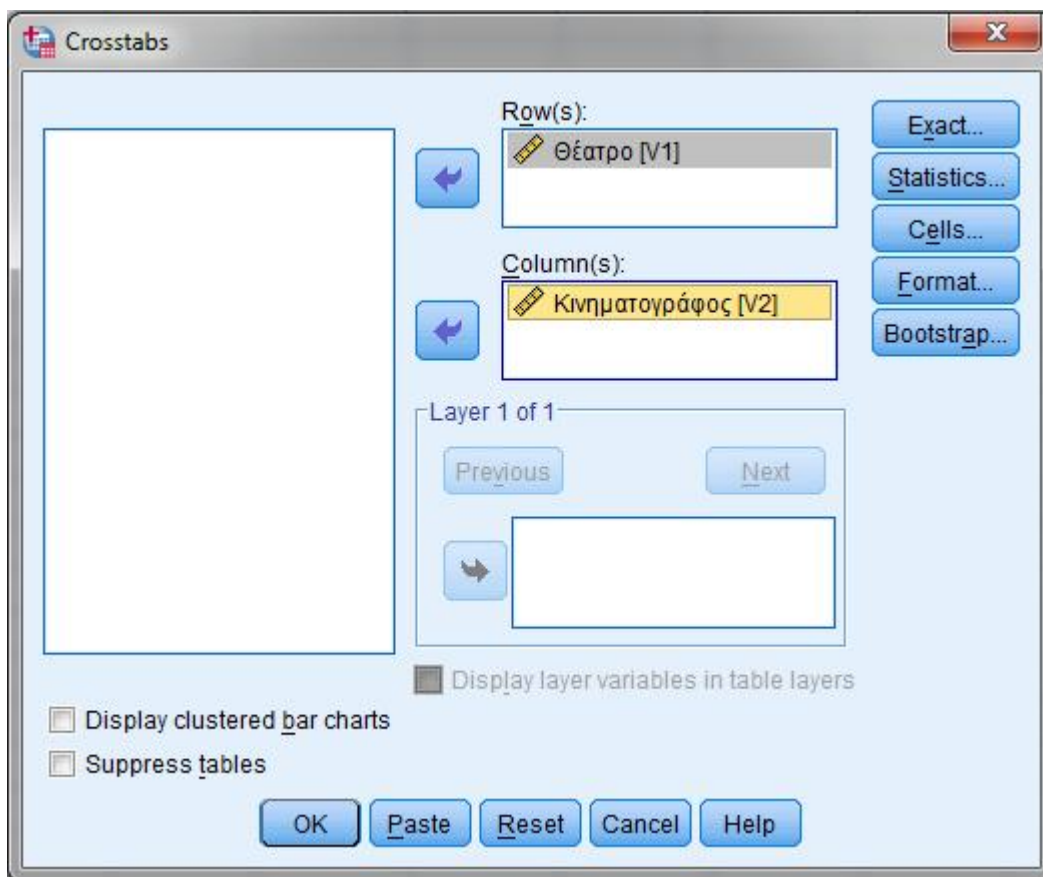 Crosstabs
Row(s):
Θέατρο [V1]
Column(s):
Κινηματογράφος [V2]
Exact...
Statistics...
Cells...
Format...
Bootstrap...
Layer 1 of 1
Previous
Next
Display layer variables in table layers
Display clustered bar charts
Suppress tables
OK Paste Reset Cancel Help